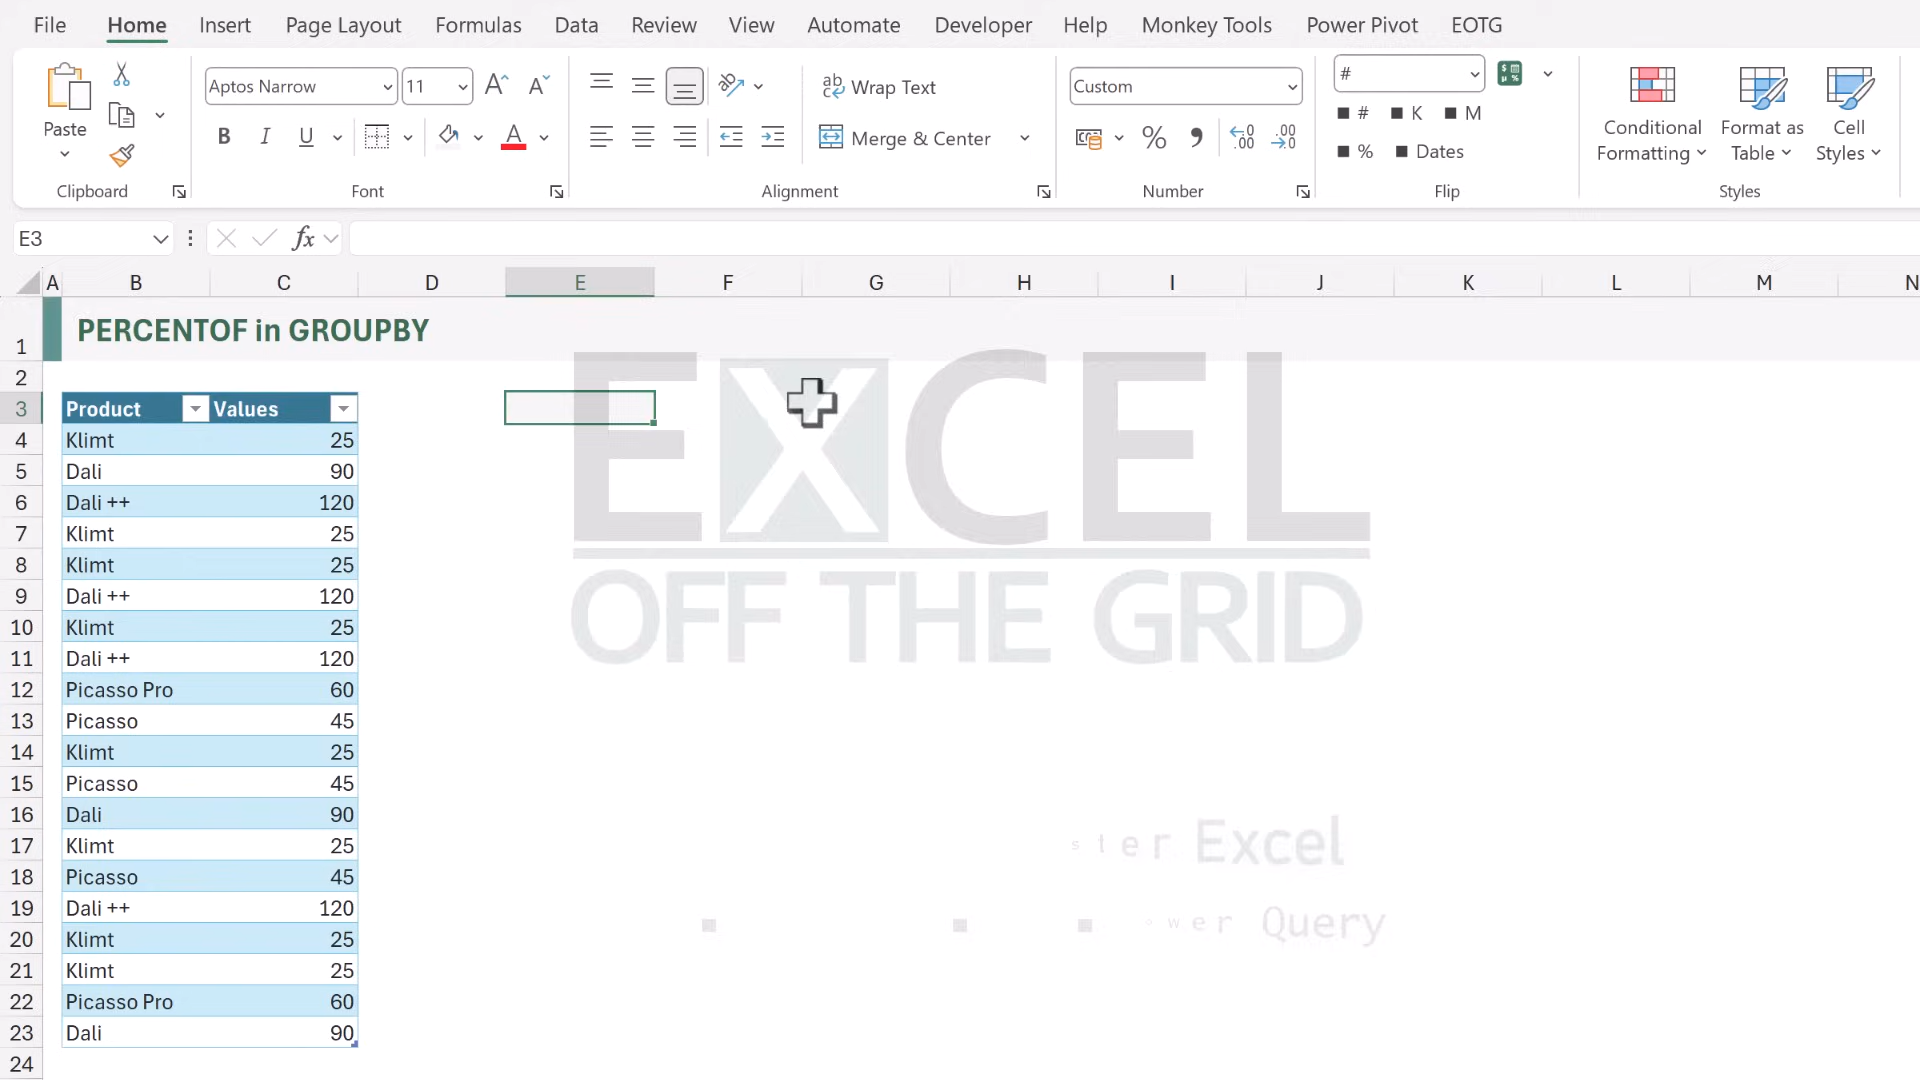 File Home Insert Page Layout Formulas Data Review View Automate Developer Help Monkey Tools Power Pivot EOTG
Paste
Clipboard
Aptos Narrow 11
B I U
Font
Wrap Text
Merge & Center
Alignment
Custom
Number
#
# K M
% Dates
Flip
Conditional Formatting
Format as Table
Cell Styles
Styles
E3
fx
A B C D E F G H I J K L M N
1 PERCENTOF in GROUPBY
2
3 Product Values
4 Klimt 25
5 Dali 90
6 Dali ++ 120
7 Klimt 25
8 Klimt 25
9 Dali ++ 120
10 Klimt 25
11 Dali ++ 120
12 Picasso Pro 60
13 Picasso 45
14 Klimt 25
15 Picasso 45
16 Dali 90
17 Klimt 25
18 Picasso 45
19 Dali ++ 120
20 Klimt 25
21 Klimt 25
22 Picasso Pro 60
23 Dali 90
24
EXCEL
OFF THE GRID
ster Excel
ower Query